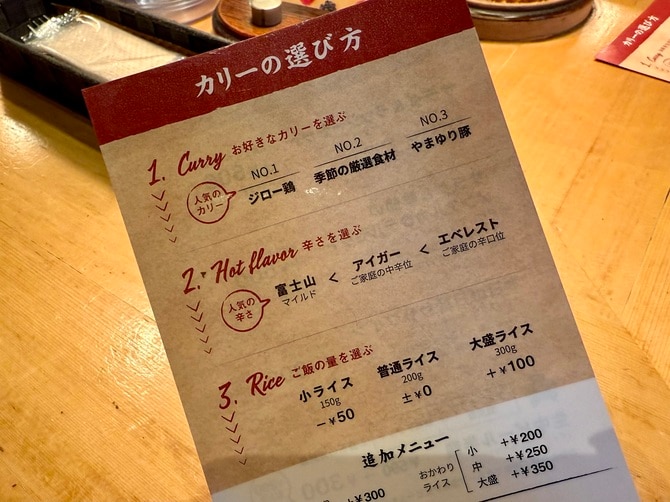 カリーの選び方
1. Curry お好きなカリーを選ぶ
人気の
カリー
NO.1
ジロー鶏
NO.2
季節の厳選食材
NO.3
やまゆり豚
2. Hot flavor 辛さを選ぶ
人気の
辛さ
富士山 < アイガー < エベレスト
マイルド ご家庭の中辛位 ご家庭の辛口位
3. Rice ご飯の量を選ぶ
小ライス 普通ライス 大盛ライス
150g 200g 300g
−¥50 ±¥0 +¥100
追加メニュー
おかわり
ライス
小 +¥200
中 +¥250
大盛 +¥350
+¥300
カリーの選び方